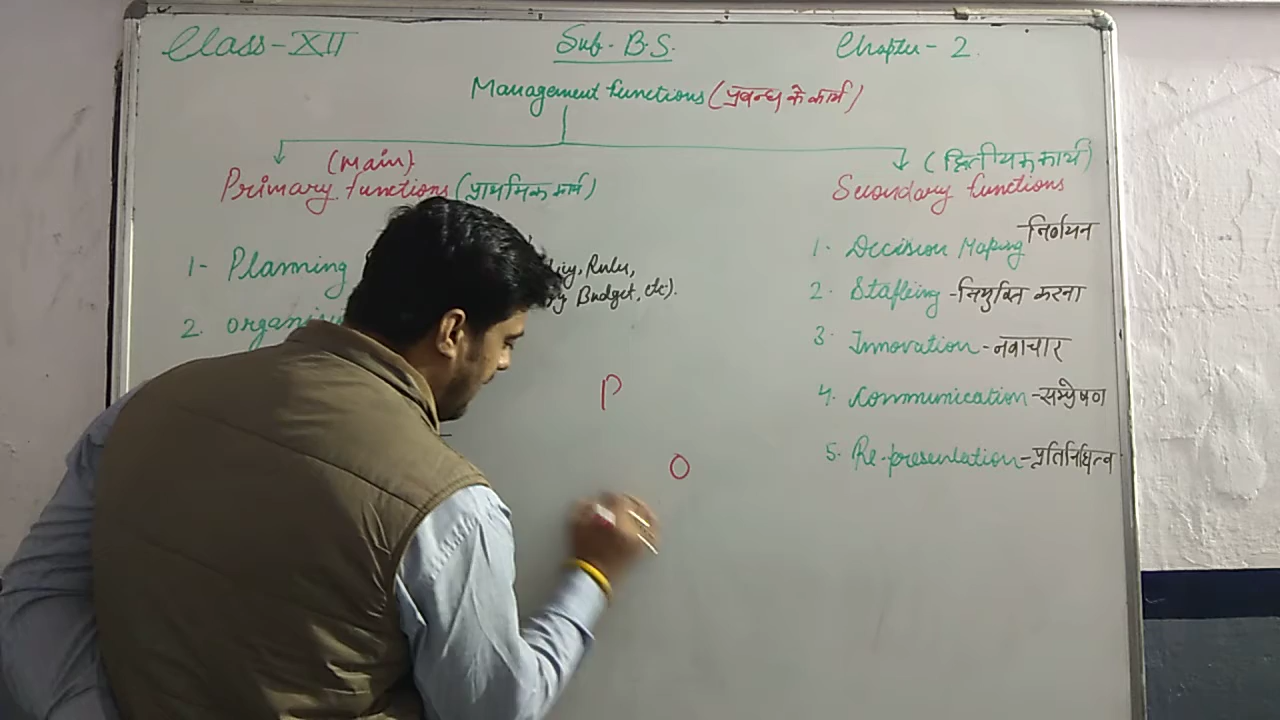 Class-XII
Sub- B.S.
Chapter- 2.
Management functions (प्रबन्ध के कार्य)
(Main)
Primary functions (प्राथमिक कार्य)
1- Planning
Rules,
Budget, etc).
2. organis
P
O
(द्वितीयक कार्य)
Secondary functions
1. Decision Making -निर्णयन
2. Staffing -नियुक्ति करना
3. Innovation -नवाचार
4. Communication -सम्प्रेषण
5. Re-presentation -प्रतिनिधित्व